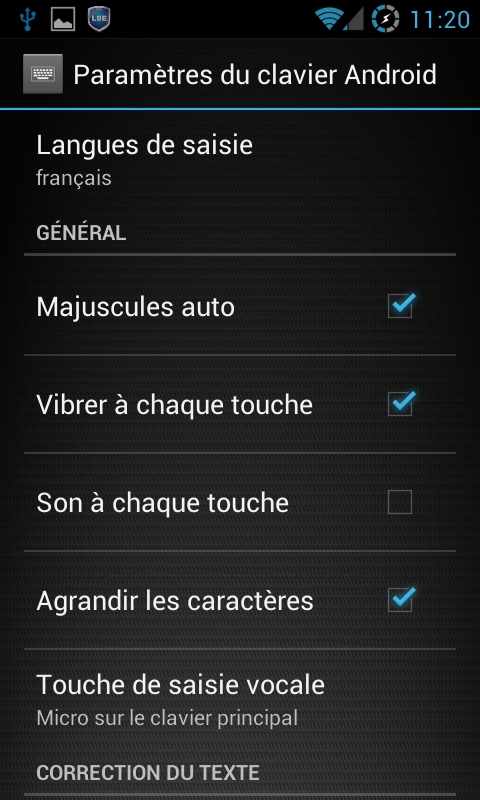 LBE
11:20
Paramètres du clavier Android
Langues de saisie
français
GÉNÉRAL
Majuscules auto
Vibrer à chaque touche
Son à chaque touche
Agrandir les caractères
Touche de saisie vocale
Micro sur le clavier principal
CORRECTION DU TEXTE